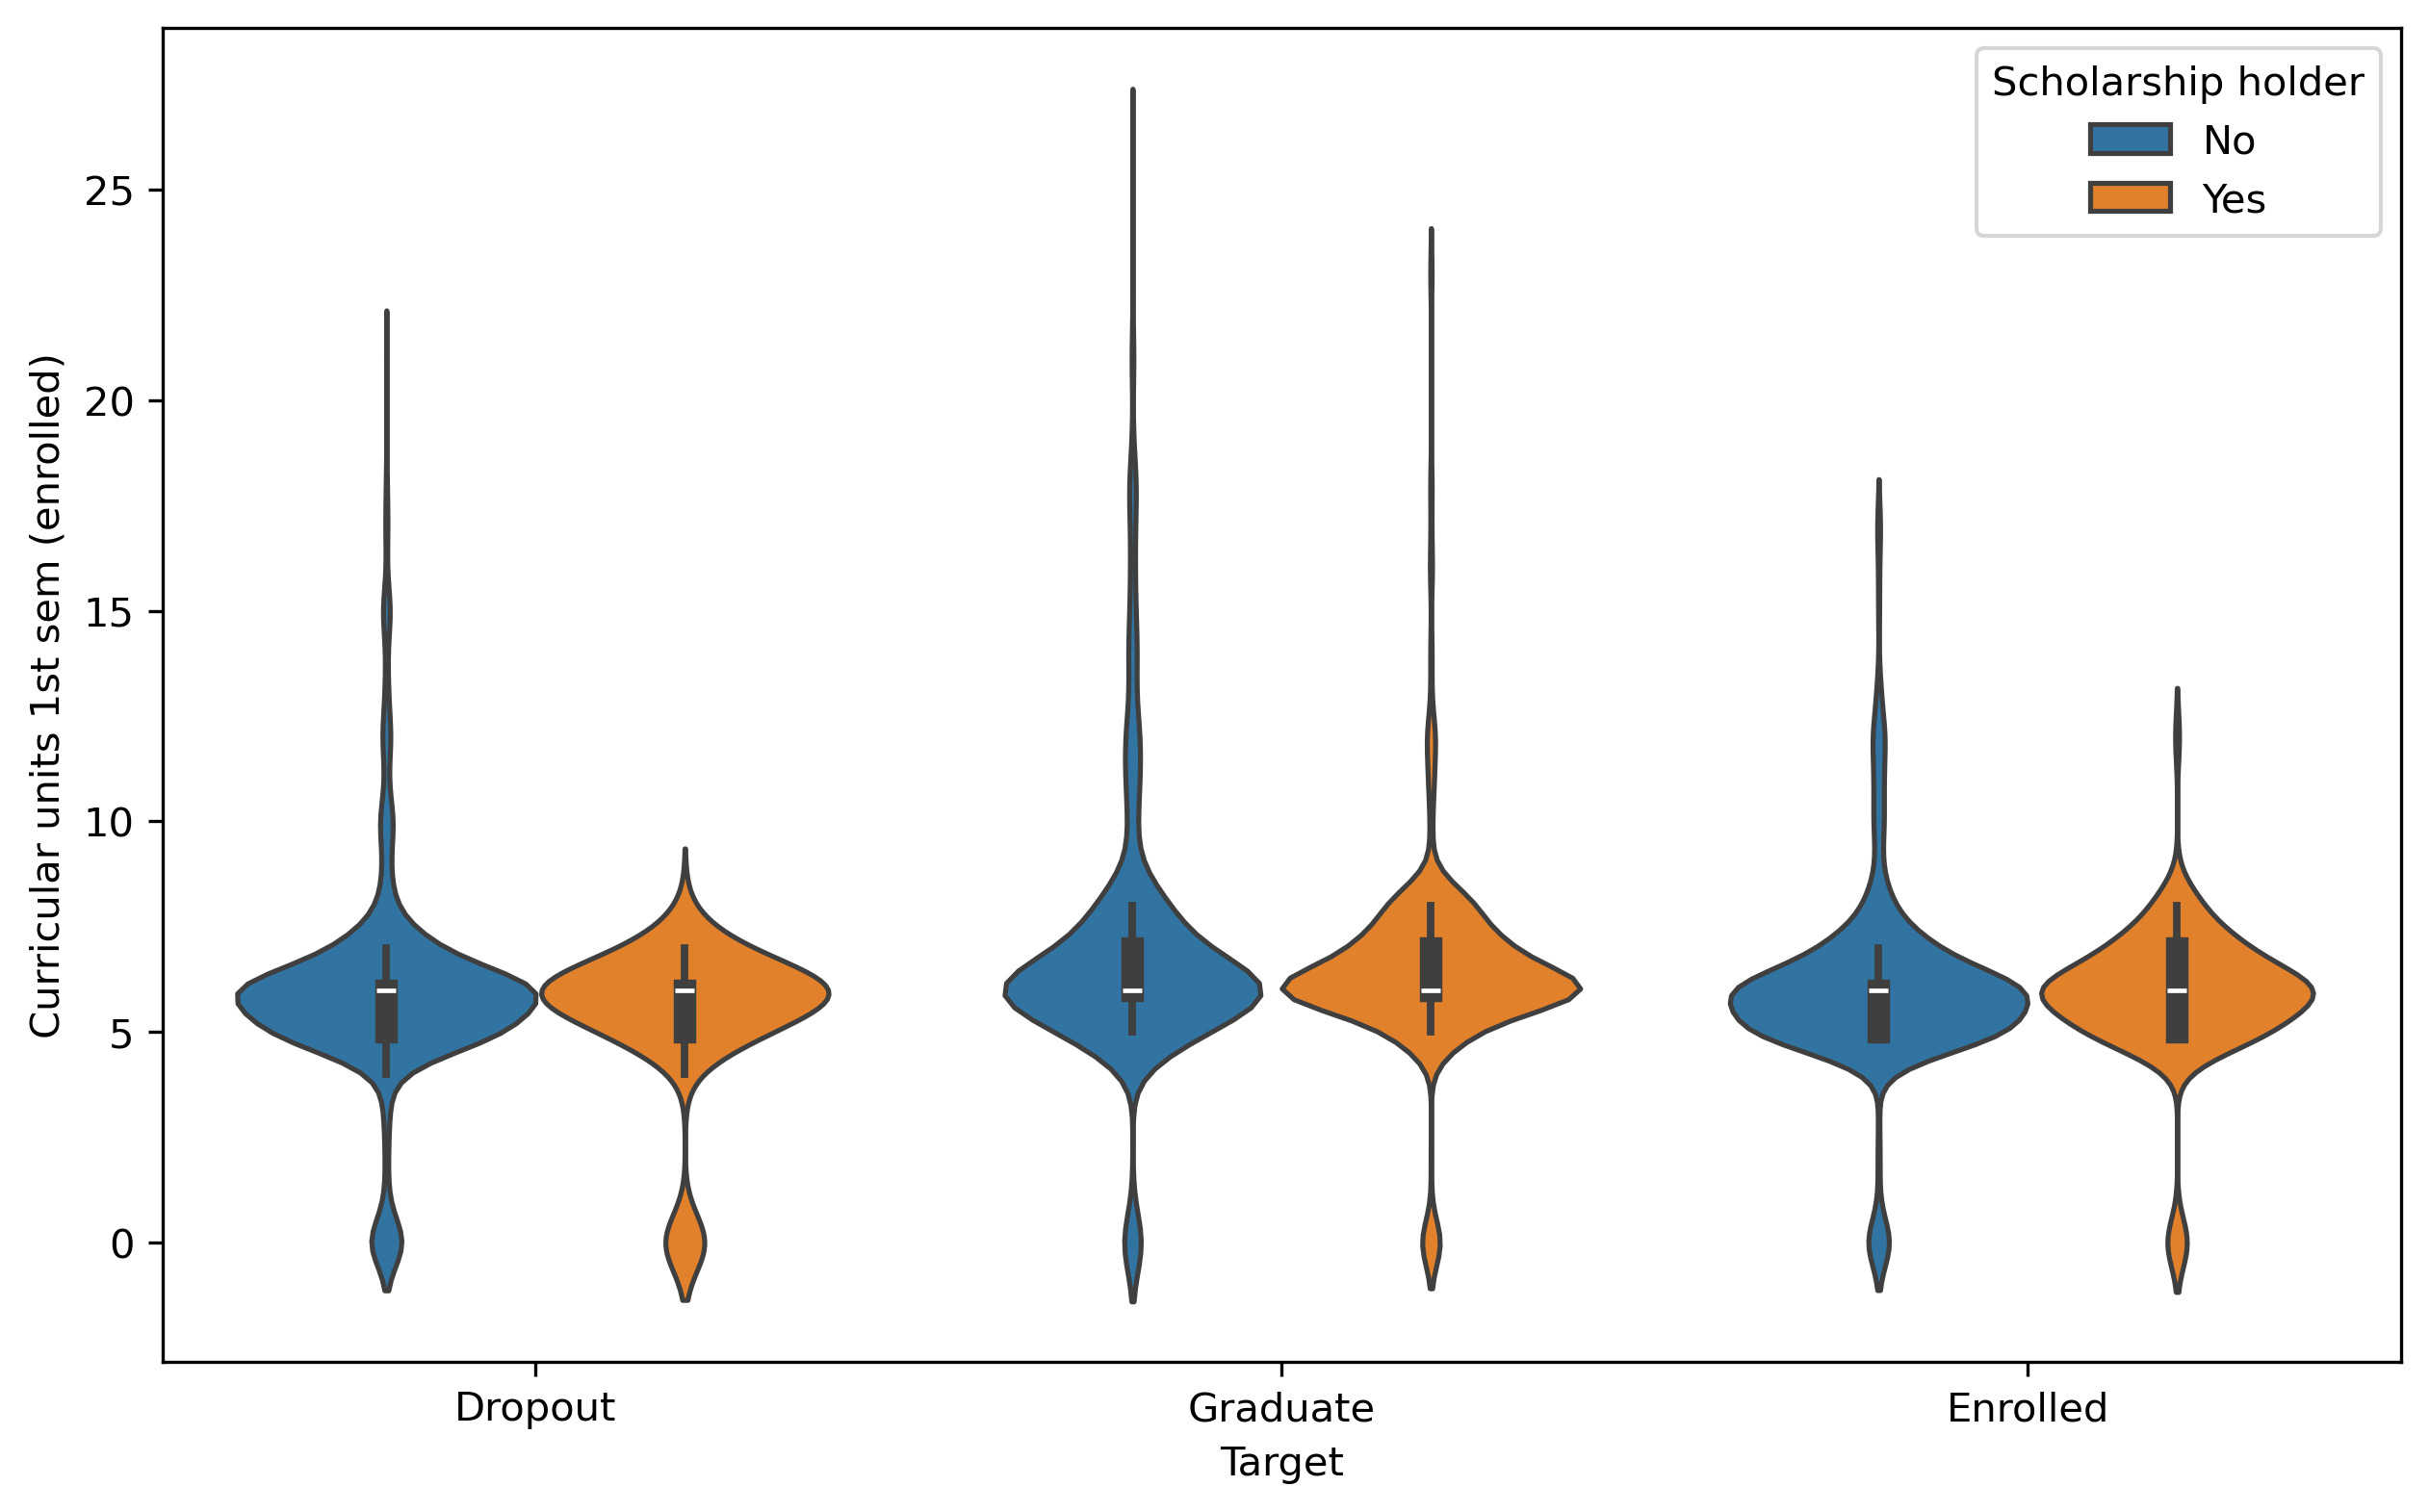 Scholarship holder
No
Yes
Curricular units 1st sem (enrolled)
25
20
15
10
5
0
Dropout
Graduate
Enrolled
Target